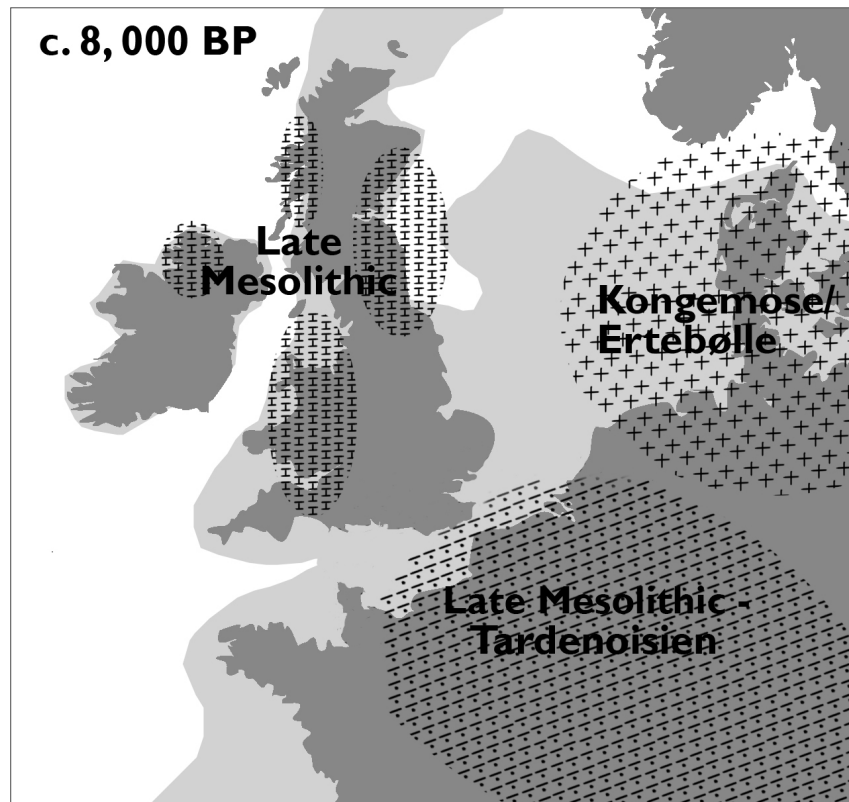 c. 8, 000 BP
Late
Mesolithic
Kongemose/
Ertebølle
Late Mesolithic -
Tardenoisien